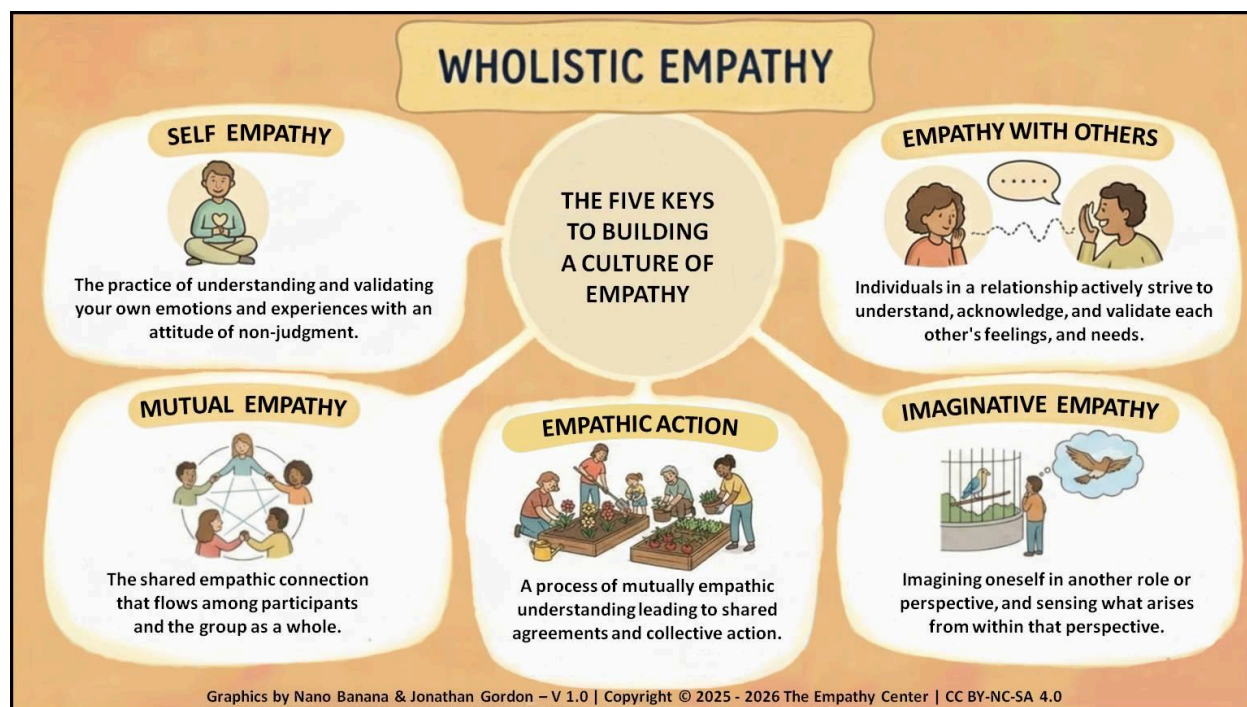 WHOLISTIC EMPATHY
SELF EMPATHY
The practice of understanding and validating
your own emotions and experiences with an
attitude of non-judgment.
THE FIVE KEYS
TO BUILDING
A CULTURE OF
EMPATHY
EMPATHY WITH OTHERS
.....
Individuals in a relationship actively strive to
understand, acknowledge, and validate each
other's feelings, and needs.
MUTUAL EMPATHY
The shared empathic connection
that flows among participants
and the group as a whole.
EMPATHIC ACTION
A process of mutually empathic
understanding leading to shared
agreements and collective action.
IMAGINATIVE EMPATHY
Imagining oneself in another role or
perspective, and sensing what arises
from within that perspective.
Graphics by Nano Banana & Jonathan Gordon – V 1.0 | Copyright © 2025 - 2026 The Empathy Center | CC BY-NC-SA 4.0